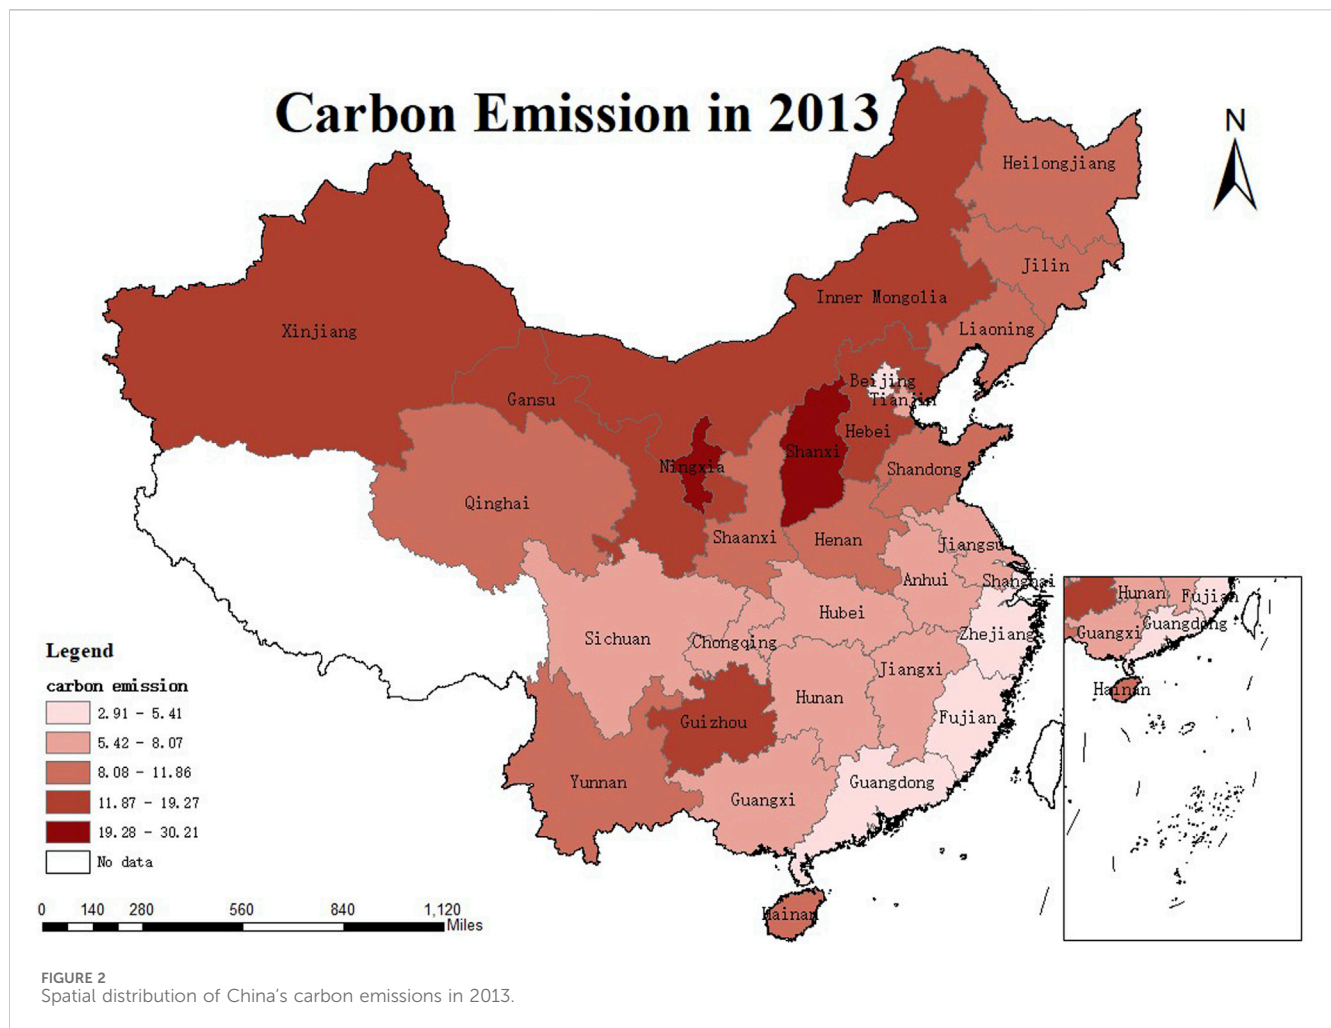 Carbon Emission in 2013
N
Heilongjiang
Jilin
Inner Mongolia
Liaoning
Xinjiang
Beijing
Gansu
Tianjin
Hebei
Shanxi
Ningxia
Shandong
Qinghai
Shaanxi
Henan
Jiangsu
Anhui
Shanghai
Hubei
Sichuan
Chongqing
Zhejiang
Jiangxi
Hunan
Guizhou
Fujian
Yunnan
Guangxi
Guangdong
Hainan
Hunan
Fujian
Guangxi
Guangdong
Hainan
Legend
carbon emission
2.91 - 5.41
5.42 - 8.07
8.08 - 11.86
11.87 - 19.27
19.28 - 30.21
No data
0 140 280 560 840 1,120
Miles
FIGURE 2
Spatial distribution of China's carbon emissions in 2013.